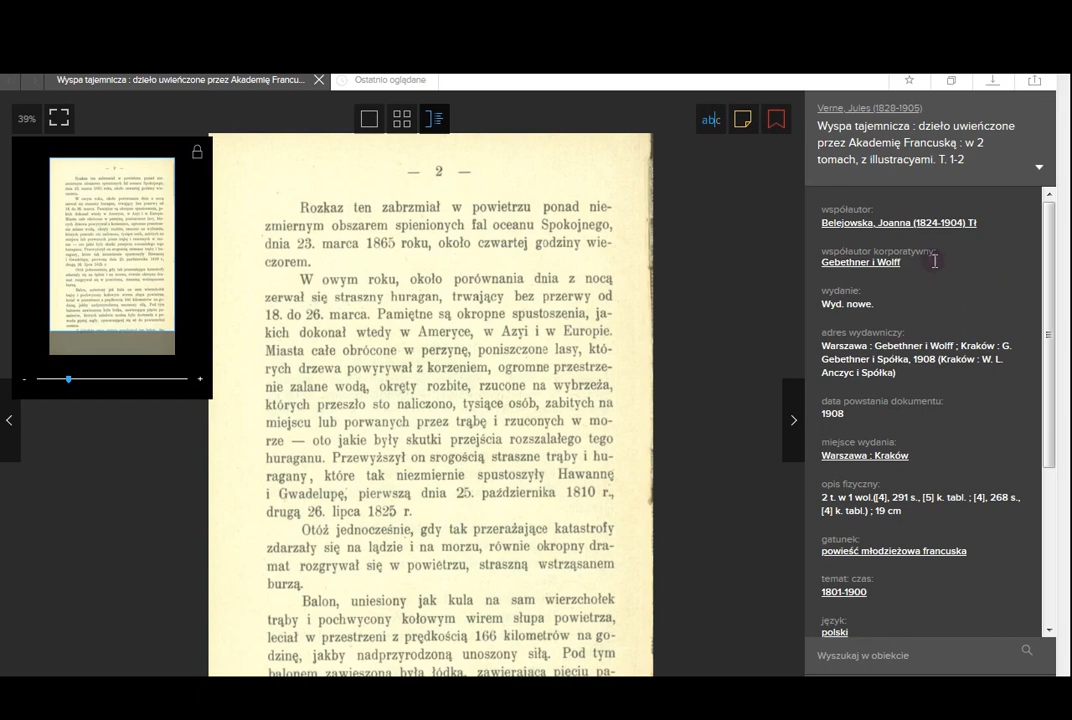 Wyspa tajemnicza : dzieło uwieńczone przez Akademię Francu...
Ostatnio oglądane
39%
abc
— 2 —
Rozkaz ten zabrzmiał w powietrzu ponad nie-
zmiernym obszarem spienionych fal oceanu Spokojnego,
dnia 23. marca 1865 roku, około czwartej godziny wie-
czorem.
W owym roku, około porównania dnia z nocą
zerwał się straszny huragan, trwający bez przerwy od
18. do 26. marca. Pamiętne są okropne spustoszenia, ja-
kich dokonał wtedy w Ameryce, w Azyi i w Europie.
Miasta całe obrócone w perzynę, poniszczone lasy, któ-
rych drzewa powyrywał z korzeniem, ogromne przestrze-
nie zalane wodą, okręty rozbite, rzucone na wybrzeża,
których przeszło sto naliczono, tysiące osób, zabitych na
miejscu lub porwanych przez trąbę i rzuconych w mo-
rze — oto jakie były skutki przejścia rozszalałego tego
huraganu. Przewyższył on srogością straszne trąby i hu-
ragany, które tak niezmiernie spustoszyły Hawannę
i Gwadelupę, pierwszą dnia 25. października 1810 r.,
drugą 26. lipca 1825 r.
Otóż jednocześnie, gdy tak przerażające katastrofy
zdarzały się na lądzie i na morzu, równie okropny dra-
mat rozgrywał się w powietrzu, straszną wstrząsanem
burzą.
Balon, uniesiony jak kula na sam wierzchołek
trąby i pochwycony kołowym wirem słupa powietrza,
leciał w przestrzeni z prędkością 166 kilometrów na go-
dzinę, jakby nadprzyrodzoną unoszony siłą. Pod tym
balonem zawieszona była łódka, zawierająca pięciu pa-
Verne, Jules (1828-1905)
Wyspa tajemnicza : dzieło uwieńczone
przez Akademię Francuską : w 2
tomach, z illustracyami. T. 1-2
współautor:
Belejowska, Joanna (1824-1904) Tł
współautor korporatywny:
Gebethner i Wolff
wydanie:
Wyd. nowe.
adres wydawniczy:
Warszawa : Gebethner i Wolff ; Kraków : G.
Gebethner i Spółka, 1908 (Kraków : W. L.
Anczyc i Spółka)
data powstania dokumentu:
1908
miejsce wydania:
Warszawa ; Kraków
opis fizyczny:
2 t. w 1 wol.([4], 291 s., [5] k. tabl. ; [4], 268 s.,
[4] k. tabl.) ; 19 cm
gatunek:
powieść młodzieżowa francuska
temat: czas:
1801-1900
język:
polski
Wyszukaj w obiekcie